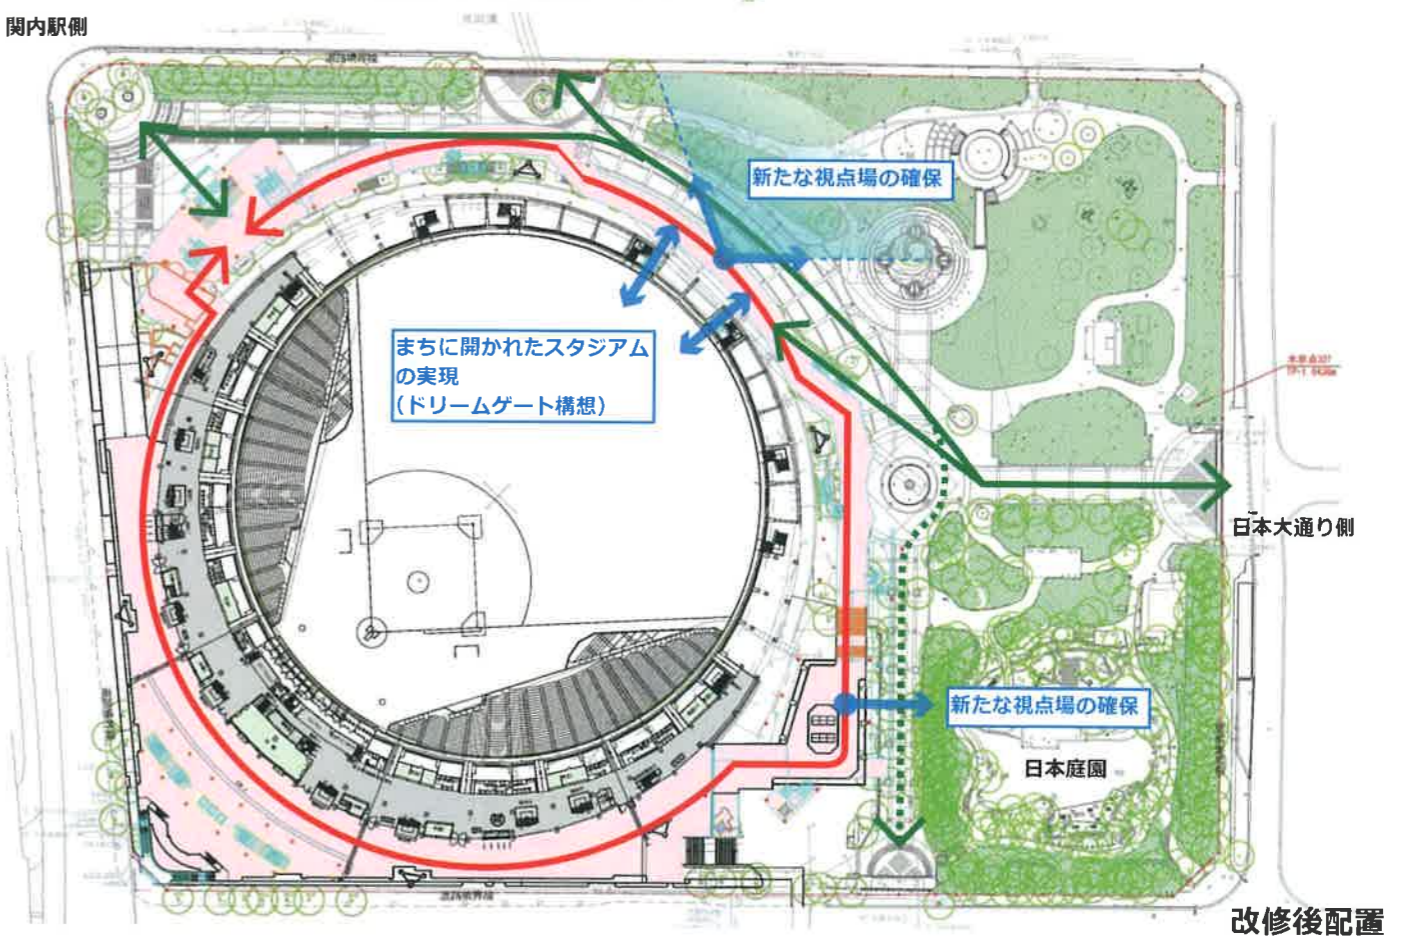 関内駅側
新たな視点場の確保
まちに開かれたスタジアム
の実現
(ドリームゲート構想)
日本大通り側
新たな視点場の確保
日本庭園
改修後配置